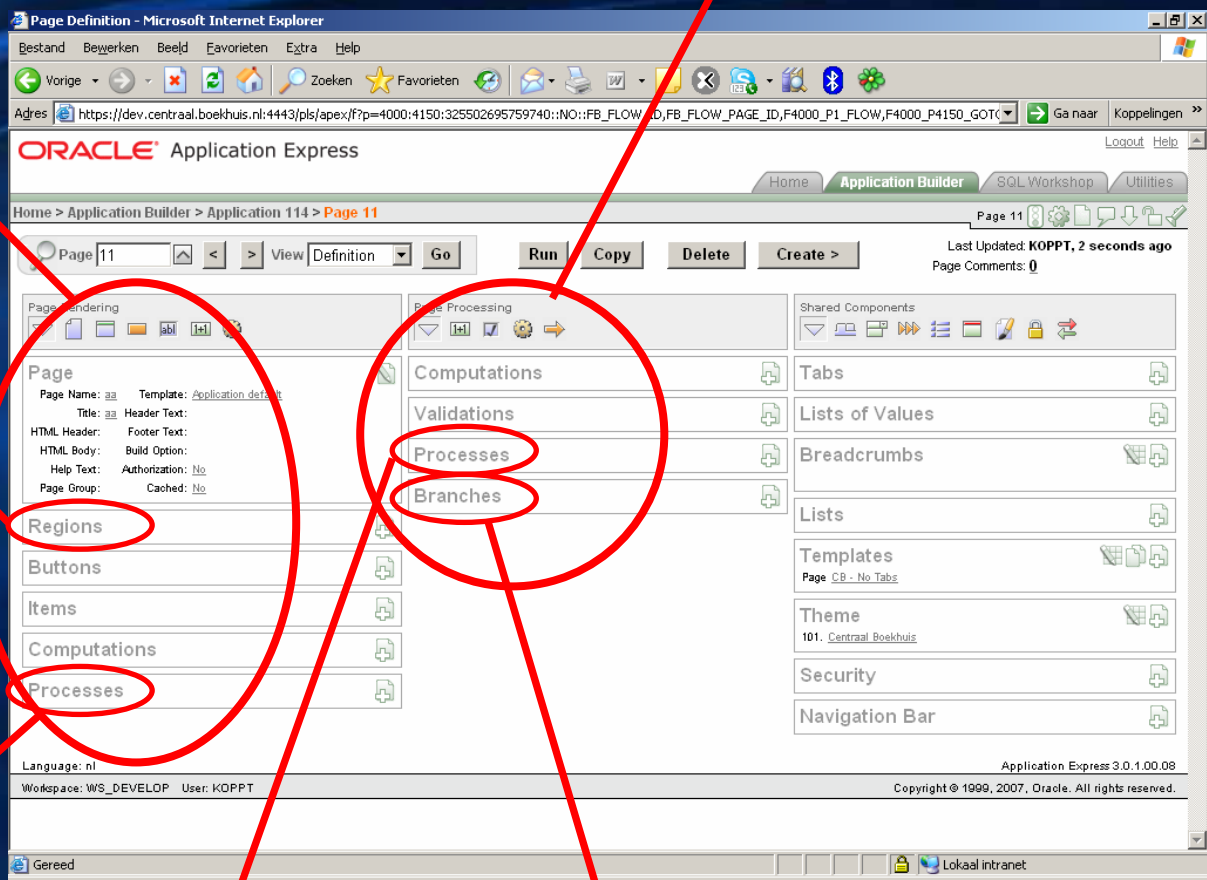 Page Definition - Microsoft Internet Explorer
Bestand Bewerken Beeld Favorieten Extra Help
Vorige Zoeken Favorieten
Adres https://dev.centraal.boekhuis.nl:4443/pls/apex/f?p=4000:4150:325502695759740::NO::FB_FLOW_ID,FB_FLOW_PAGE_ID,F4000_P1_FLOW,F4000_P4150_GOTO Ga naar Koppelingen »
ORACLE Application Express
Logout Help
Home Application Builder SQL Workshop Utilities
Home > Application Builder > Application 114 > Page 11
Page 11
Page 11 < > View Definition Go Run Copy Delete Create >
Last Updated: KOPPT, 2 seconds ago
Page Comments: 0
Page Rendering
Page
Page Name: aa Template: Application default
Title: aa Header Text:
HTML Header: Footer Text:
HTML Body: Build Option:
Help Text: Authorization: No
Page Group: Cached: No
Regions
Buttons
Items
Computations
Processes
Page Processing
Computations
Validations
Processes
Branches
Shared Components
Tabs
Lists of Values
Breadcrumbs
Lists
Templates
Page CB - No Tabs
Theme
101. Centraal Boekhuis
Security
Navigation Bar
Language: nl
Application Express 3.0.1.00.08
Workspace: WS_DEVELOP User: KOPPT
Copyright © 1999, 2007, Oracle. All rights reserved.
Gereed
Lokaal intranet